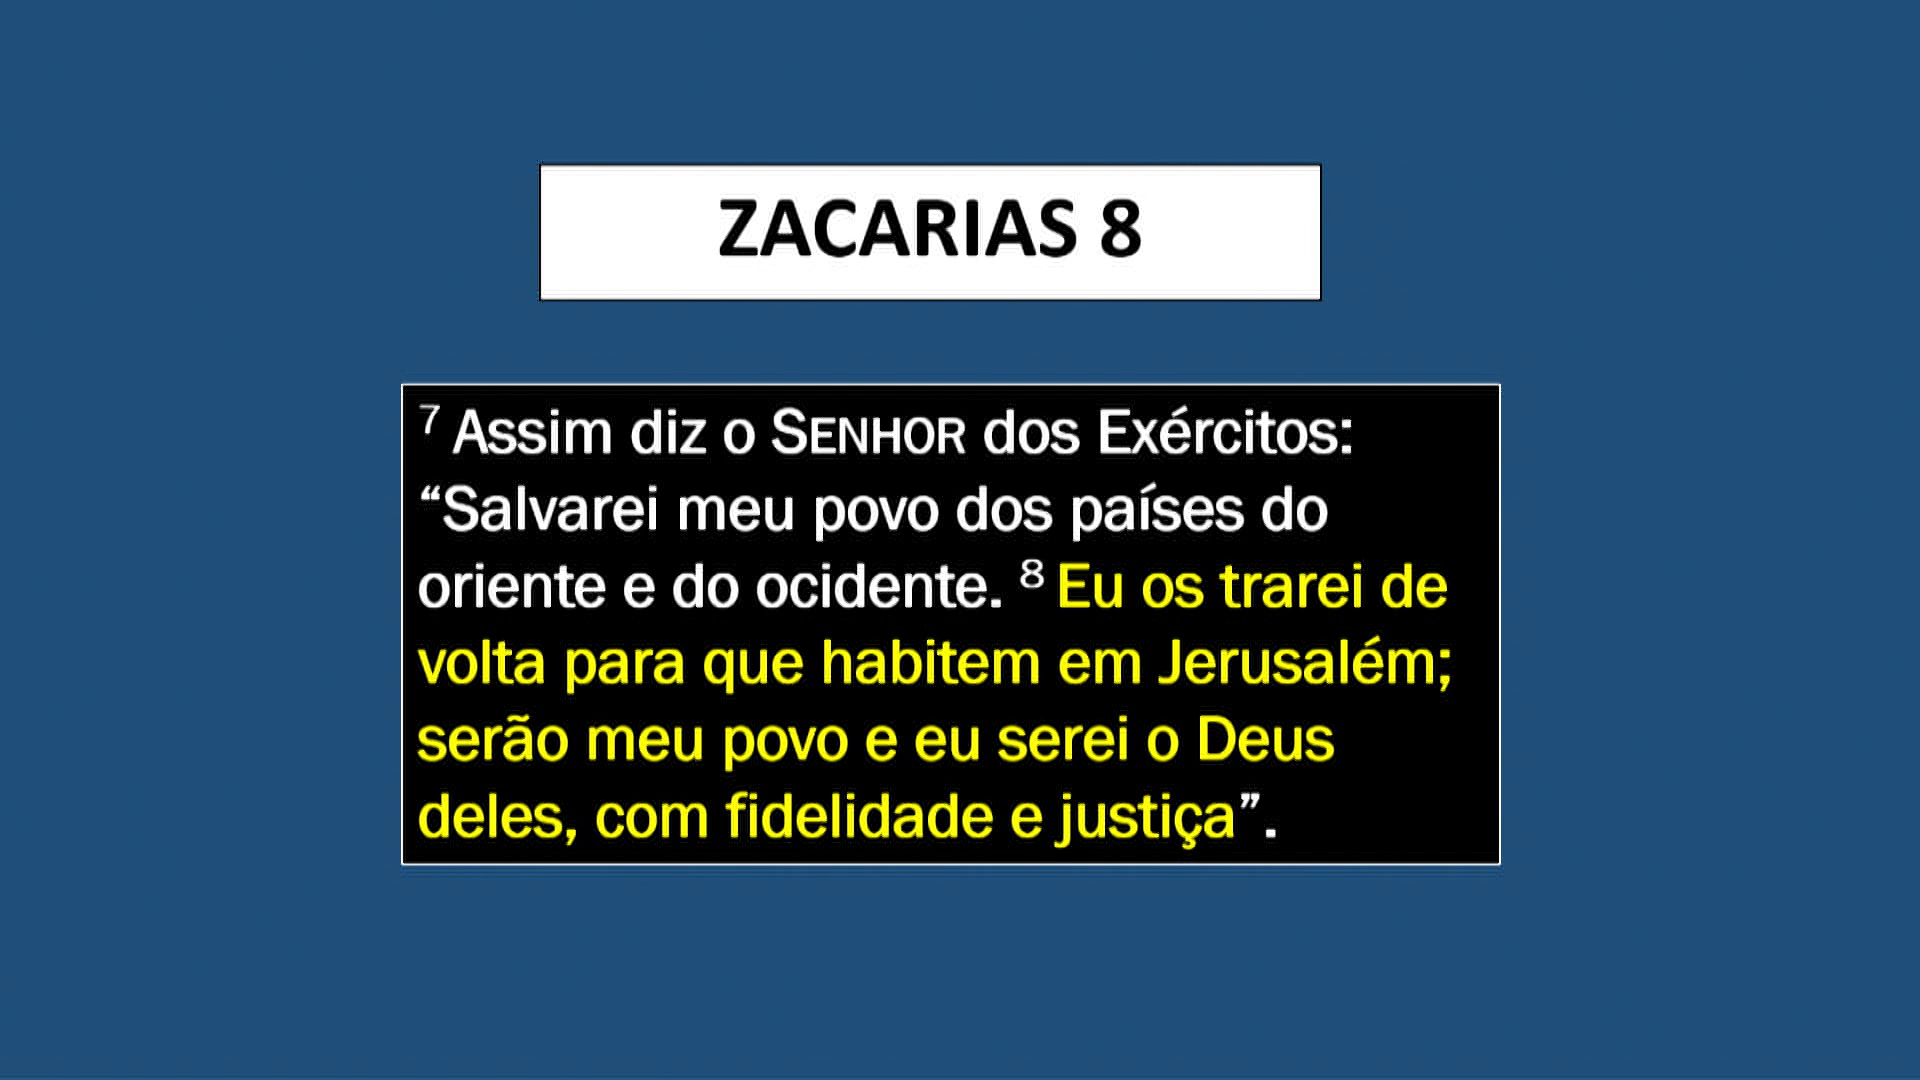 ZACARIAS 8
7 Assim diz o SENHOR dos Exércitos:
“Salvarei meu povo dos países do
oriente e do ocidente. 8 Eu os trarei de
volta para que habitem em Jerusalém;
serão meu povo e eu serei o Deus
deles, com fidelidade e justiça”.